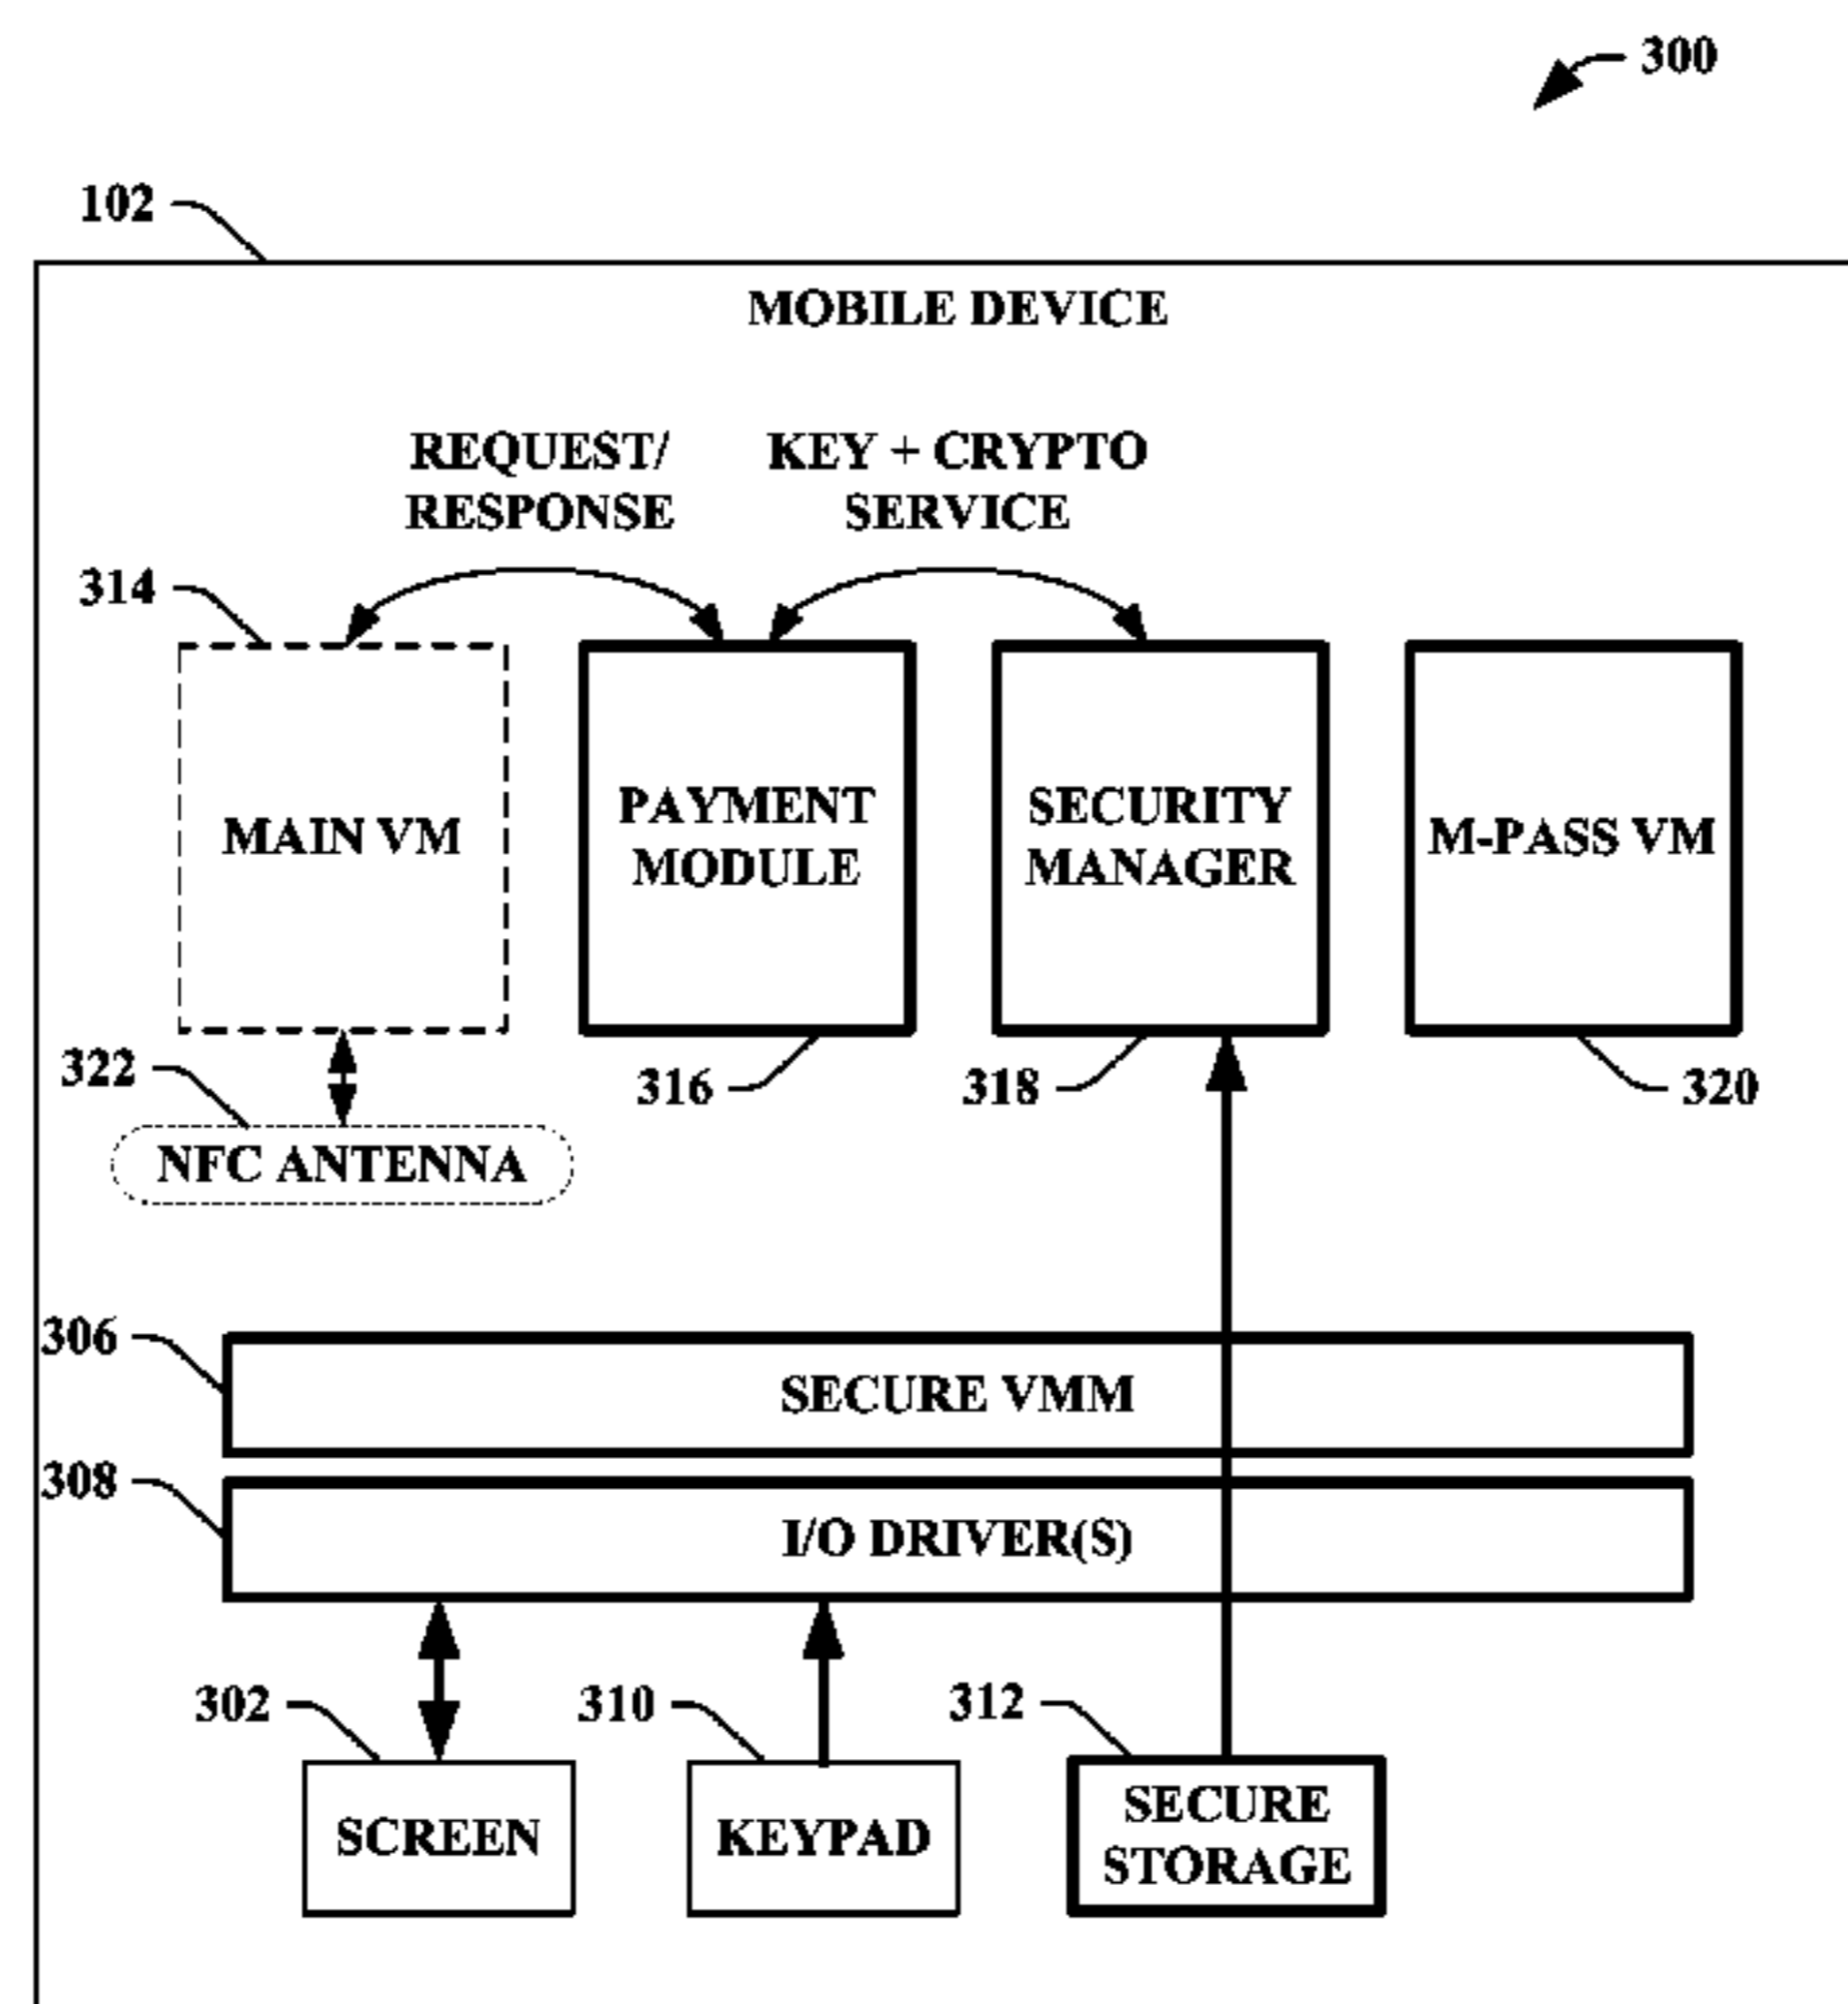 300
102
MOBILE DEVICE
REQUEST/
RESPONSE
KEY + CRYPTO
SERVICE
314
MAIN VM
PAYMENT
MODULE
SECURITY
MANAGER
M-PASS VM
322
316
318
320
NFC ANTENNA
306
SECURE VMM
308
I/O DRIVER(S)
302
310
312
SCREEN
KEYPAD
SECURE
STORAGE